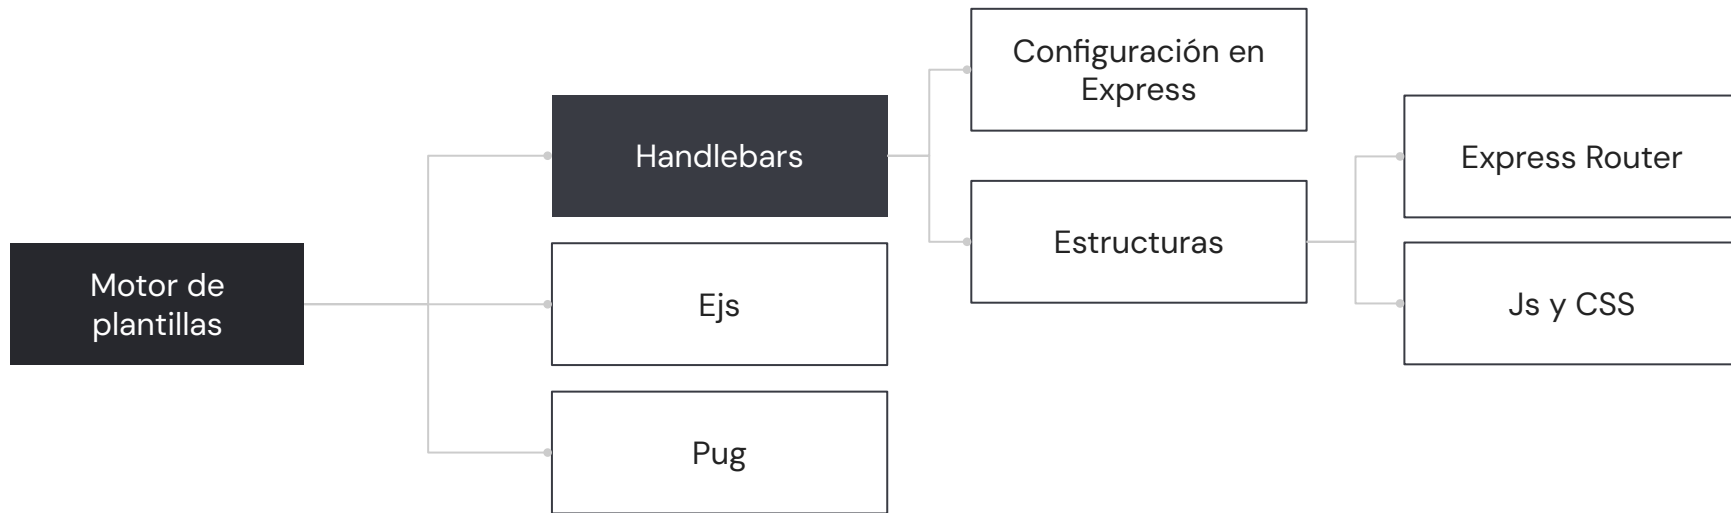 Motor de
plantillas
Handlebars
Ejs
Pug
Configuración en
Express
Estructuras
Express Router
Js y CSS